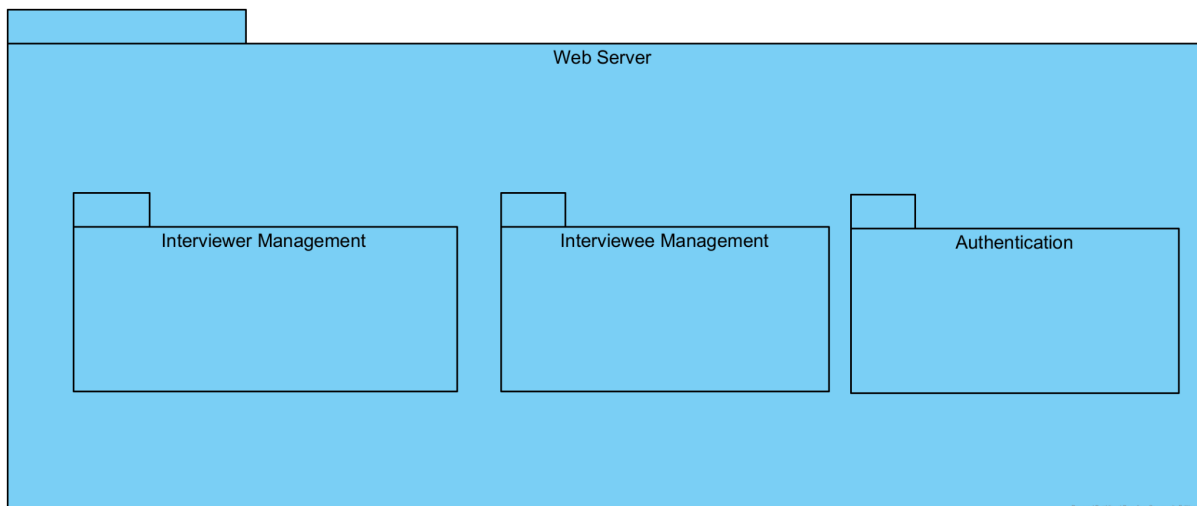 Web Server
Interviewer Management
Interviewee Management
Authentication